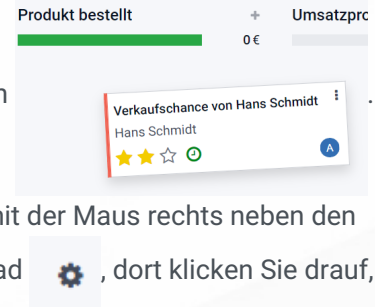 Produkt bestellt + Umsatzpro
0 €
n
Verkaufschance von Hans Schmidt
Hans Schmidt
A
.
nit der Maus rechts neben den
ad , dort klicken Sie drauf,